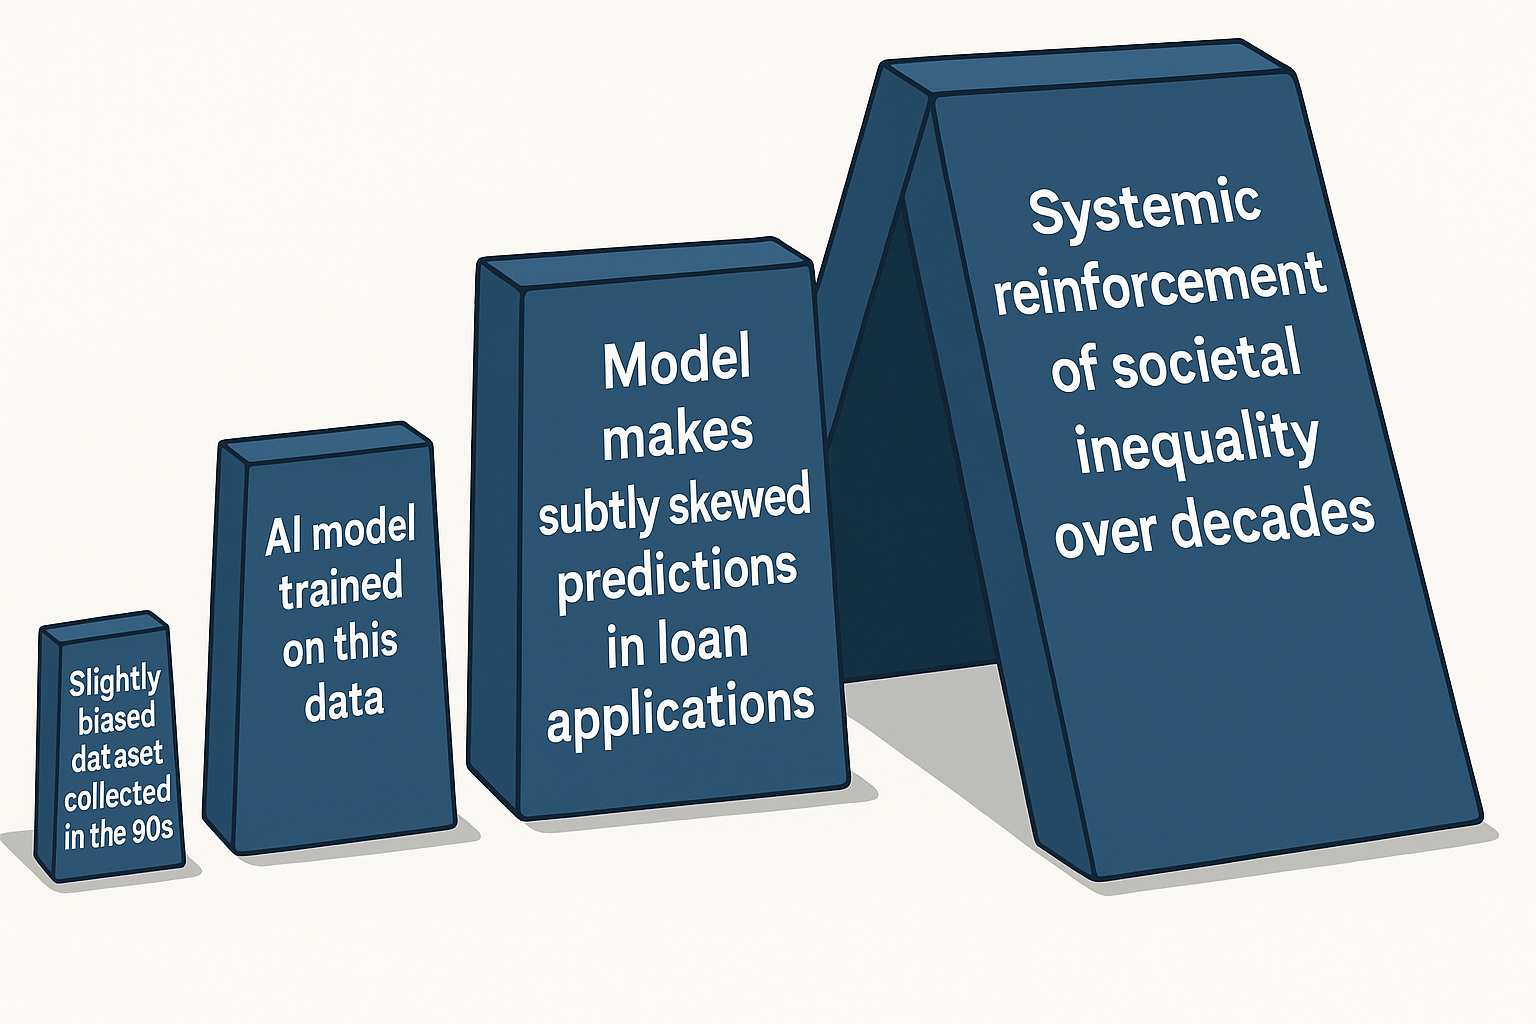 Slightly
biased
dataset
collected
in the 90s
AI model
trained
on this
data
Model
makes
subtly skewed
predictions
in loan
applications
Systemic
reinforcement
of societal
inequality
over decades